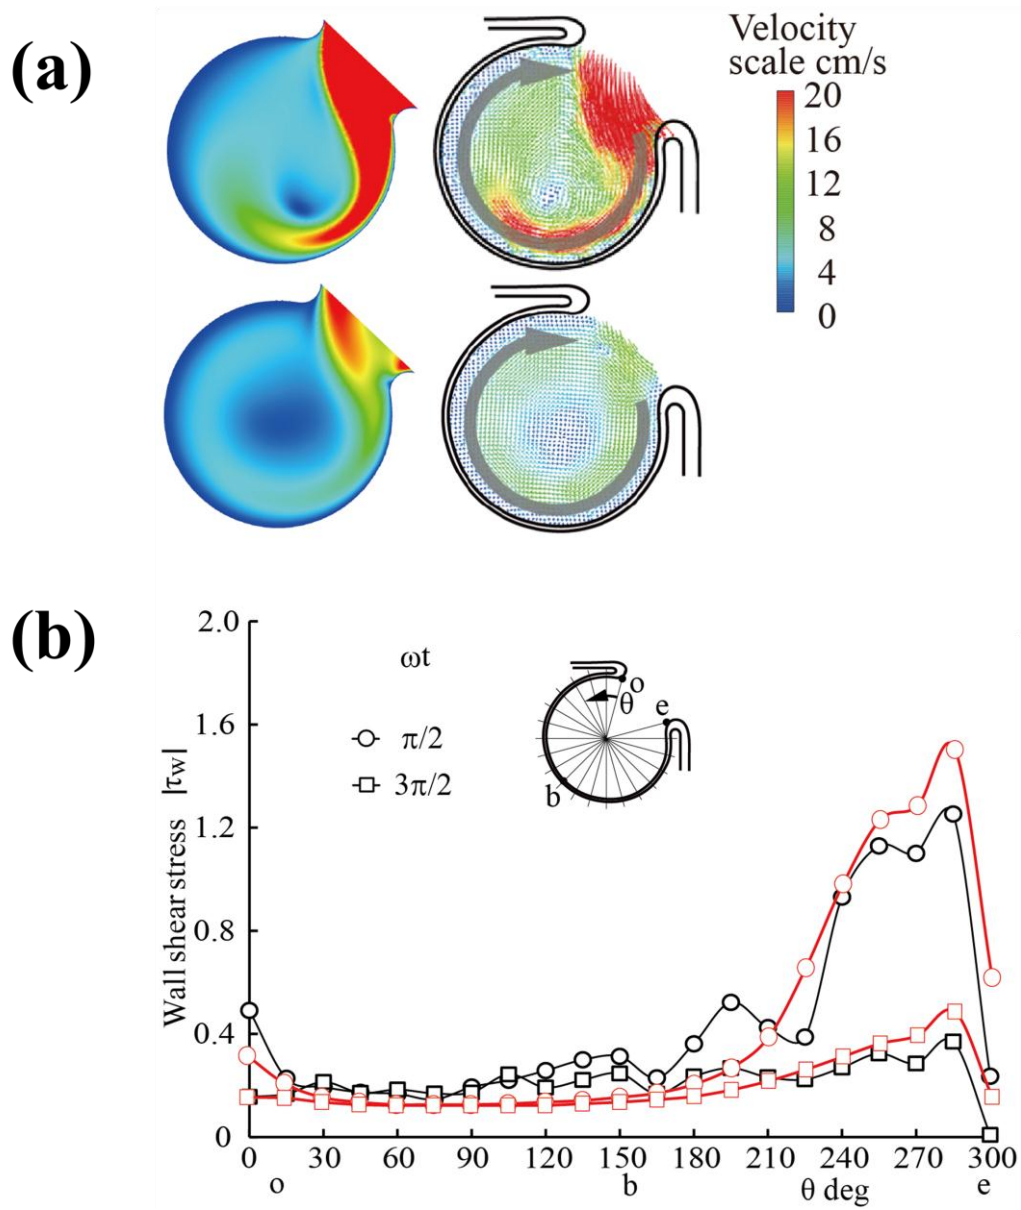 (a)
Velocity
scale cm/s
20
16
12
8
4
0
(b)
2.0
1.6
1.2
0.8
0.4
0
Wall shear stress |τw|
ωt
π/2
3π/2
o
θ
e
b
0 30 60 90 120 150 180 210 240 270 300
o b θ deg e